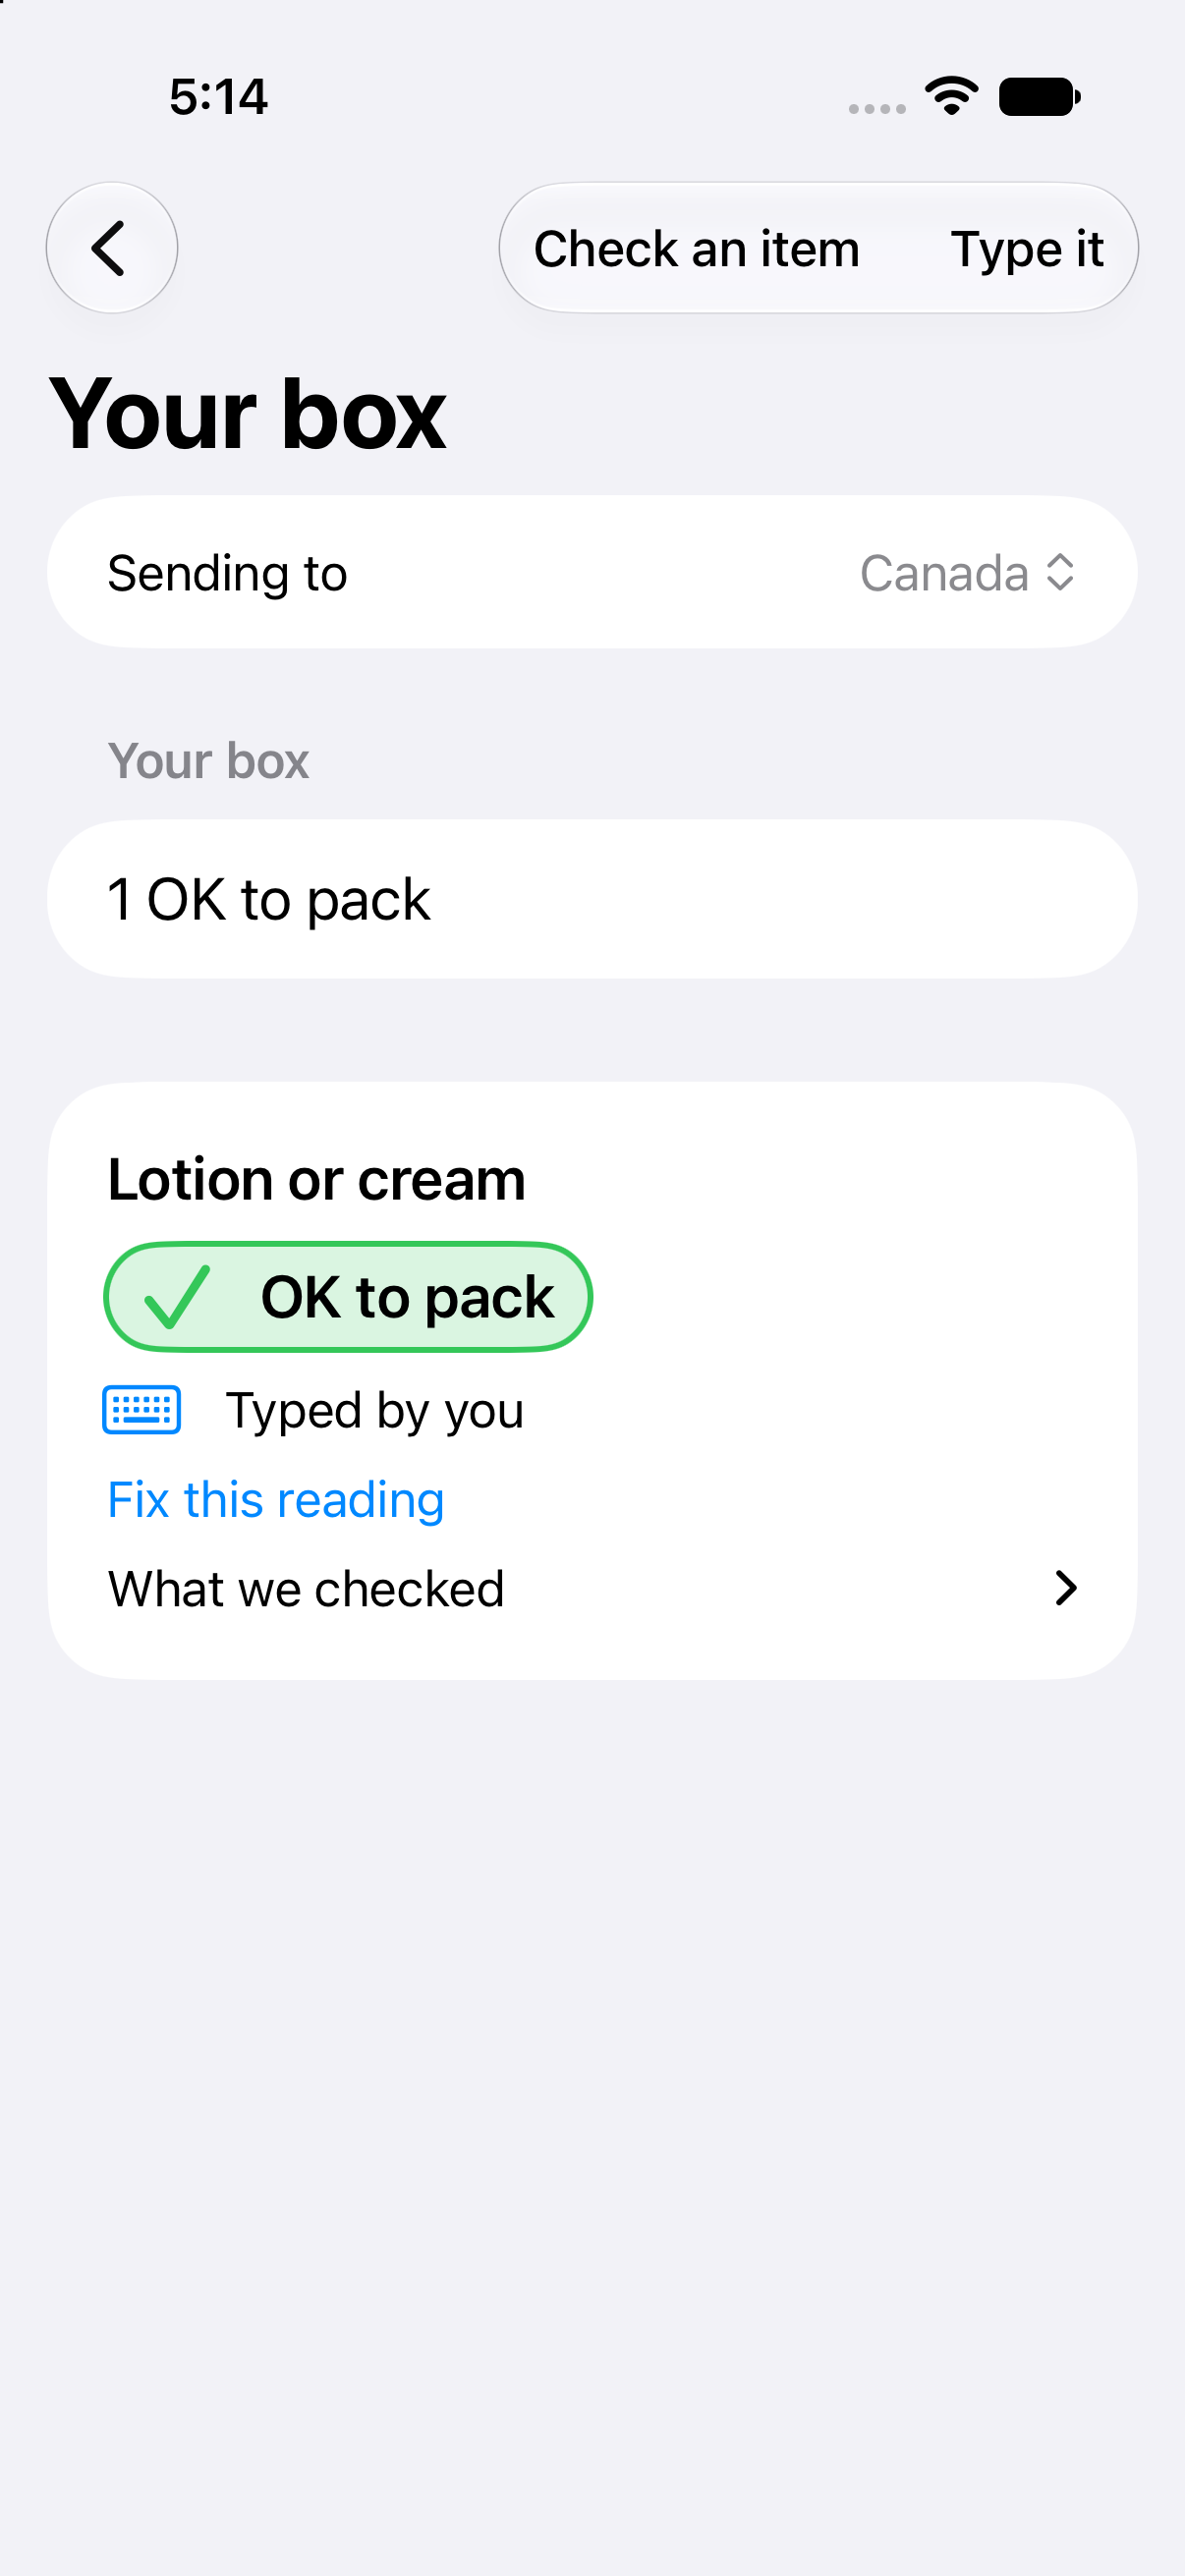 5:14
Check an item
Type it
Your box
Sending to
Canada
Your box
1 OK to pack
Lotion or cream
OK to pack
Typed by you
Fix this reading
What we checked